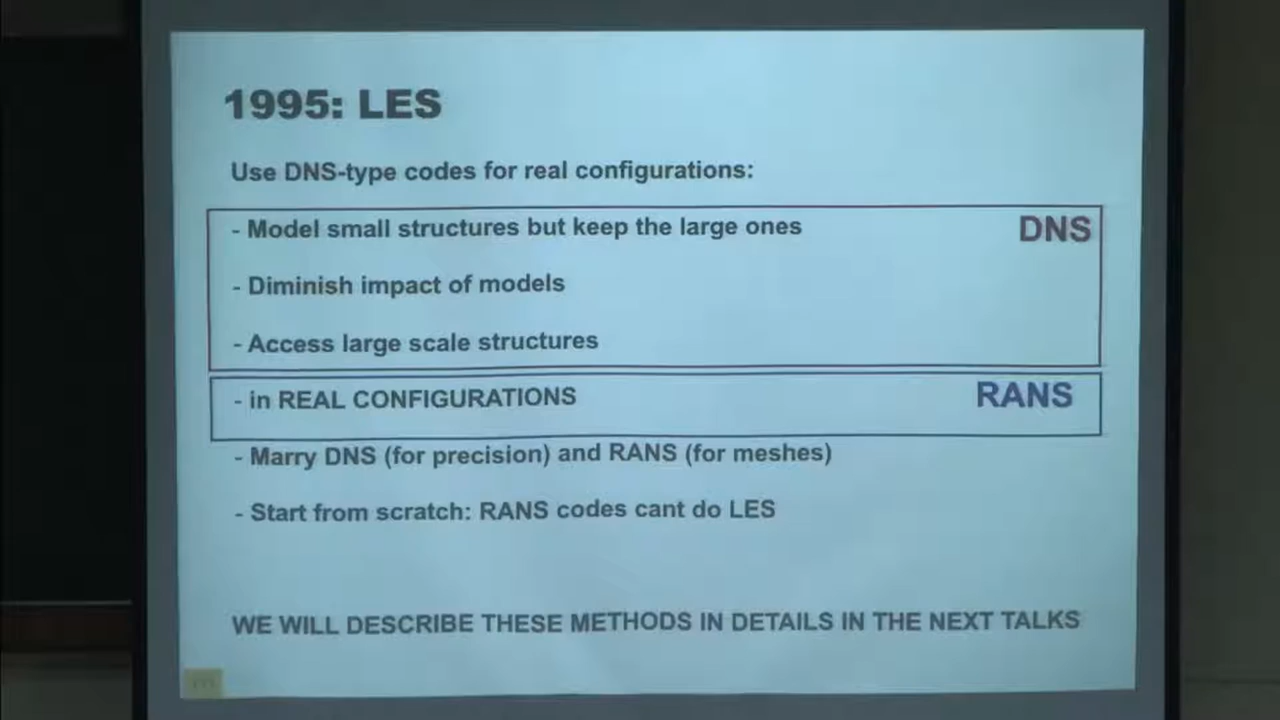 1995: LES
Use DNS-type codes for real configurations:
- Model small structures but keep the large ones DNS
- Diminish impact of models
- Access large scale structures
- in REAL CONFIGURATIONS RANS
- Marry DNS (for precision) and RANS (for meshes)
- Start from scratch: RANS codes cant do LES
WE WILL DESCRIBE THESE METHODS IN DETAILS IN THE NEXT TALKS